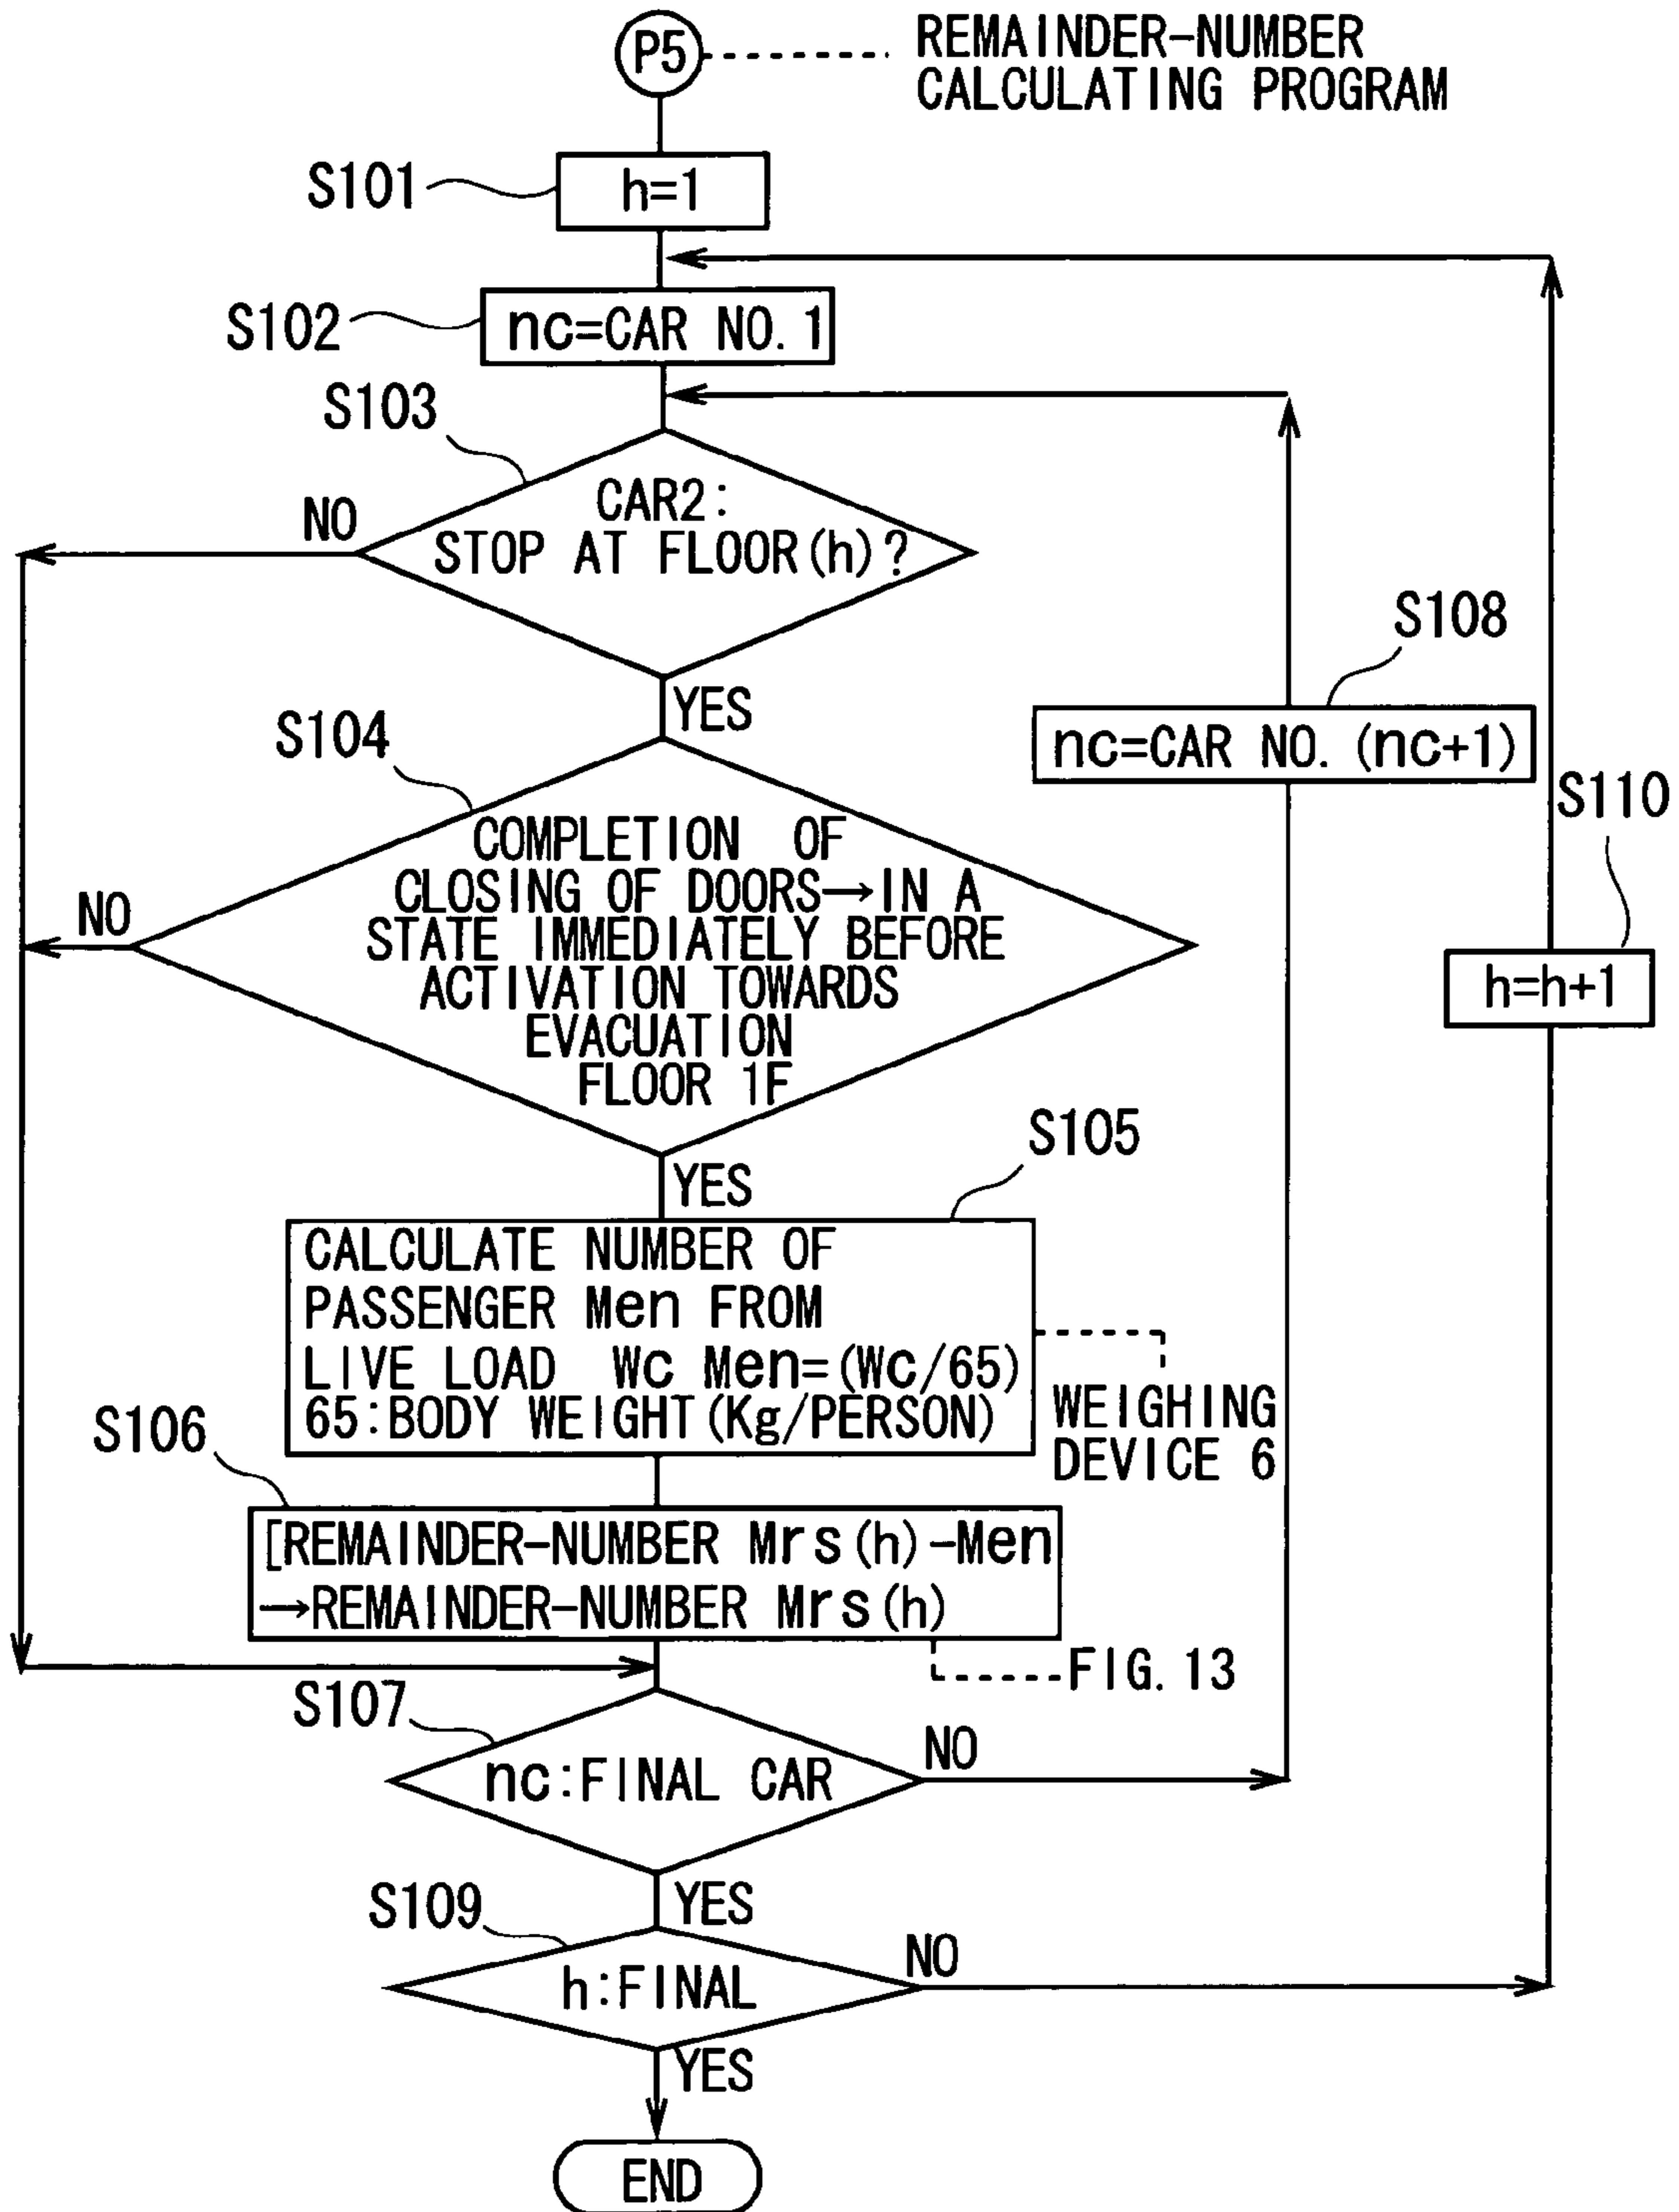 P5
REMAINDER-NUMBER
CALCULATING PROGRAM
S101
h=1
S102
nc=CAR NO. 1
S103
NO
CAR2:
STOP AT FLOOR(h)?
YES
S108
nc=CAR NO. (nc+1)
S104
NO
COMPLETION OF
CLOSING OF DOORS→IN A
STATE IMMEDIATELY BEFORE
ACTIVATION TOWARDS
EVACUATION
FLOOR 1F
YES
S110
h=h+1
S105
CALCULATE NUMBER OF
PASSENGER Men FROM
LIVE LOAD Wc Men=(Wc/65)
65:BODY WEIGHT(Kg/PERSON)
WEIGHING
DEVICE 6
S106
[REMAINDER-NUMBER Mrs(h)-Men
→REMAINDER-NUMBER Mrs(h)
FIG. 13
S107
nc:FINAL CAR
NO
YES
S109
h:FINAL
NO
YES
END